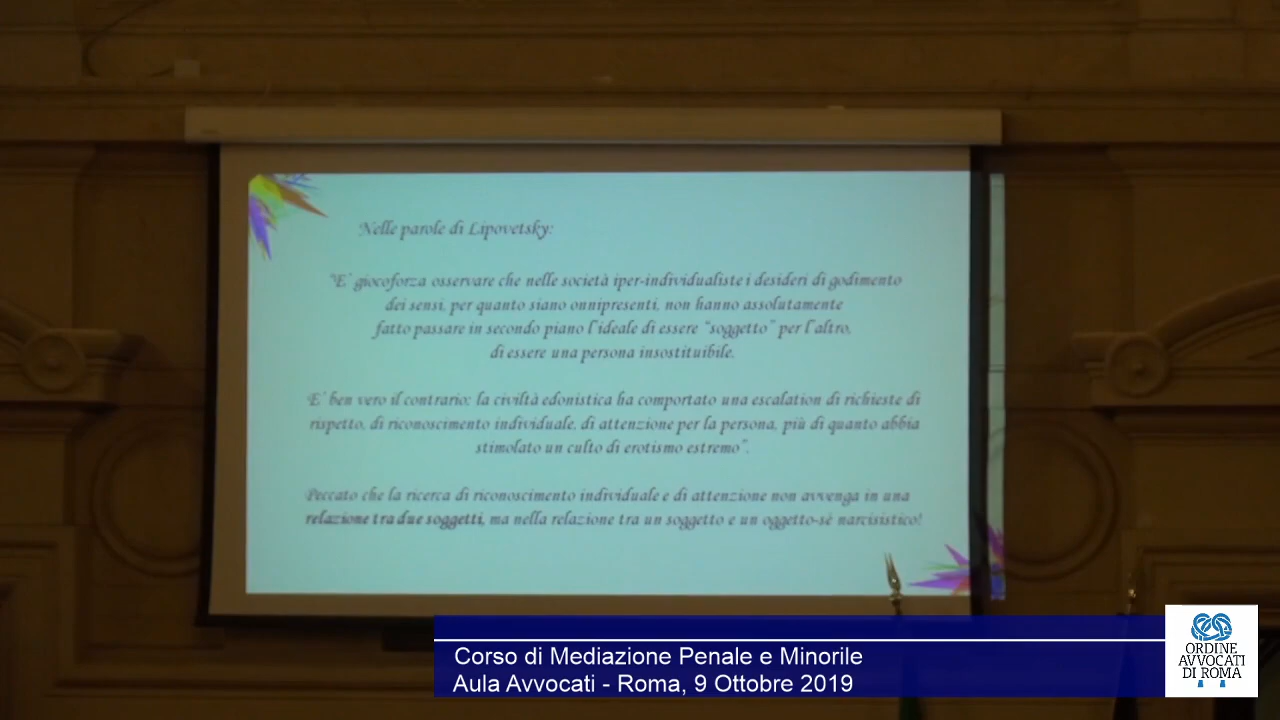 Nelle parole di Lipovetsky:
"E' giocoforza osservare che nelle società iper-individualiste i desideri di godimento
dei sensi, per quanto siano onnipresenti, non hanno assolutamente
fatto passare in secondo piano l'ideale di essere "soggetto" per l'altro,
di essere una persona insostituibile.
E' ben vero il contrario: la civiltà edonistica ha comportato una escalation di richieste di
rispetto, di riconoscimento individuale, di attenzione per la persona, più di quanto abbia
stimolato un culto di erotismo estremo".
Peccato che la ricerca di riconoscimento individuale e di attenzione non avvenga in una
relazione tra due soggetti, ma nella relazione tra un soggetto e un oggetto-sè narcisistico!
Corso di Mediazione Penale e Minorile
Aula Avvocati - Roma, 9 Ottobre 2019
ORDINE
AVVOCATI
DI ROMA